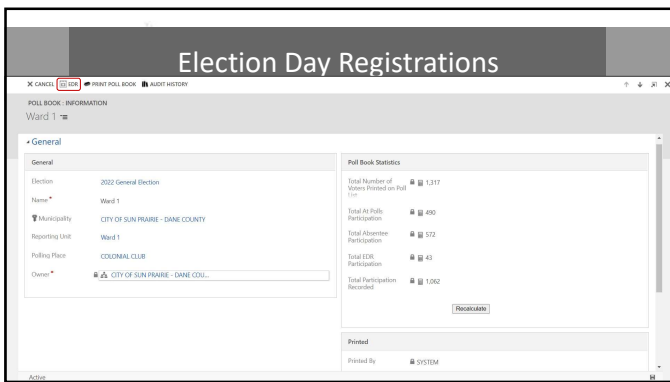 Election Day Registrations
CANCEL EDR PRINT POLL BOOK AUDIT HISTORY
POLL BOOK : INFORMATION
Ward 1
General
General
Election 2022 General Election
Name * Ward 1
Municipality CITY OF SUN PRAIRIE - DANE COUNTY
Reporting Unit Ward 1
Polling Place COLONIAL CLUB
Owner * CITY OF SUN PRAIRIE - DANE COU...
Poll Book Statistics
Total Number of 1,317
Voters Printed on Poll
Total At Polls 490
Participation
Total Absentee 572
Participation
Total EDR 43
Participation
Total Participation 1,062
Recorded
Recalculate
Printed
Printed By SYSTEM
Active